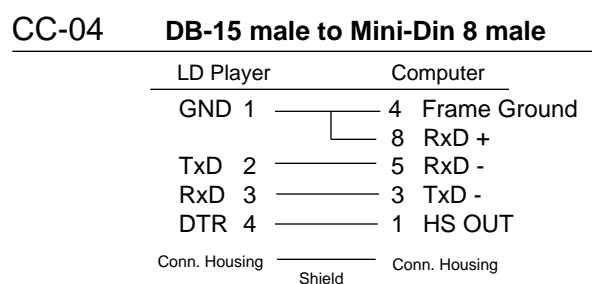 CC-04 DB-15 male to Mini-Din 8 male
LD Player Computer
GND 1 4 Frame Ground
8 RxD +
TxD 2 5 RxD -
RxD 3 3 TxD -
DTR 4 1 HS OUT
Conn. Housing Shield Conn. Housing